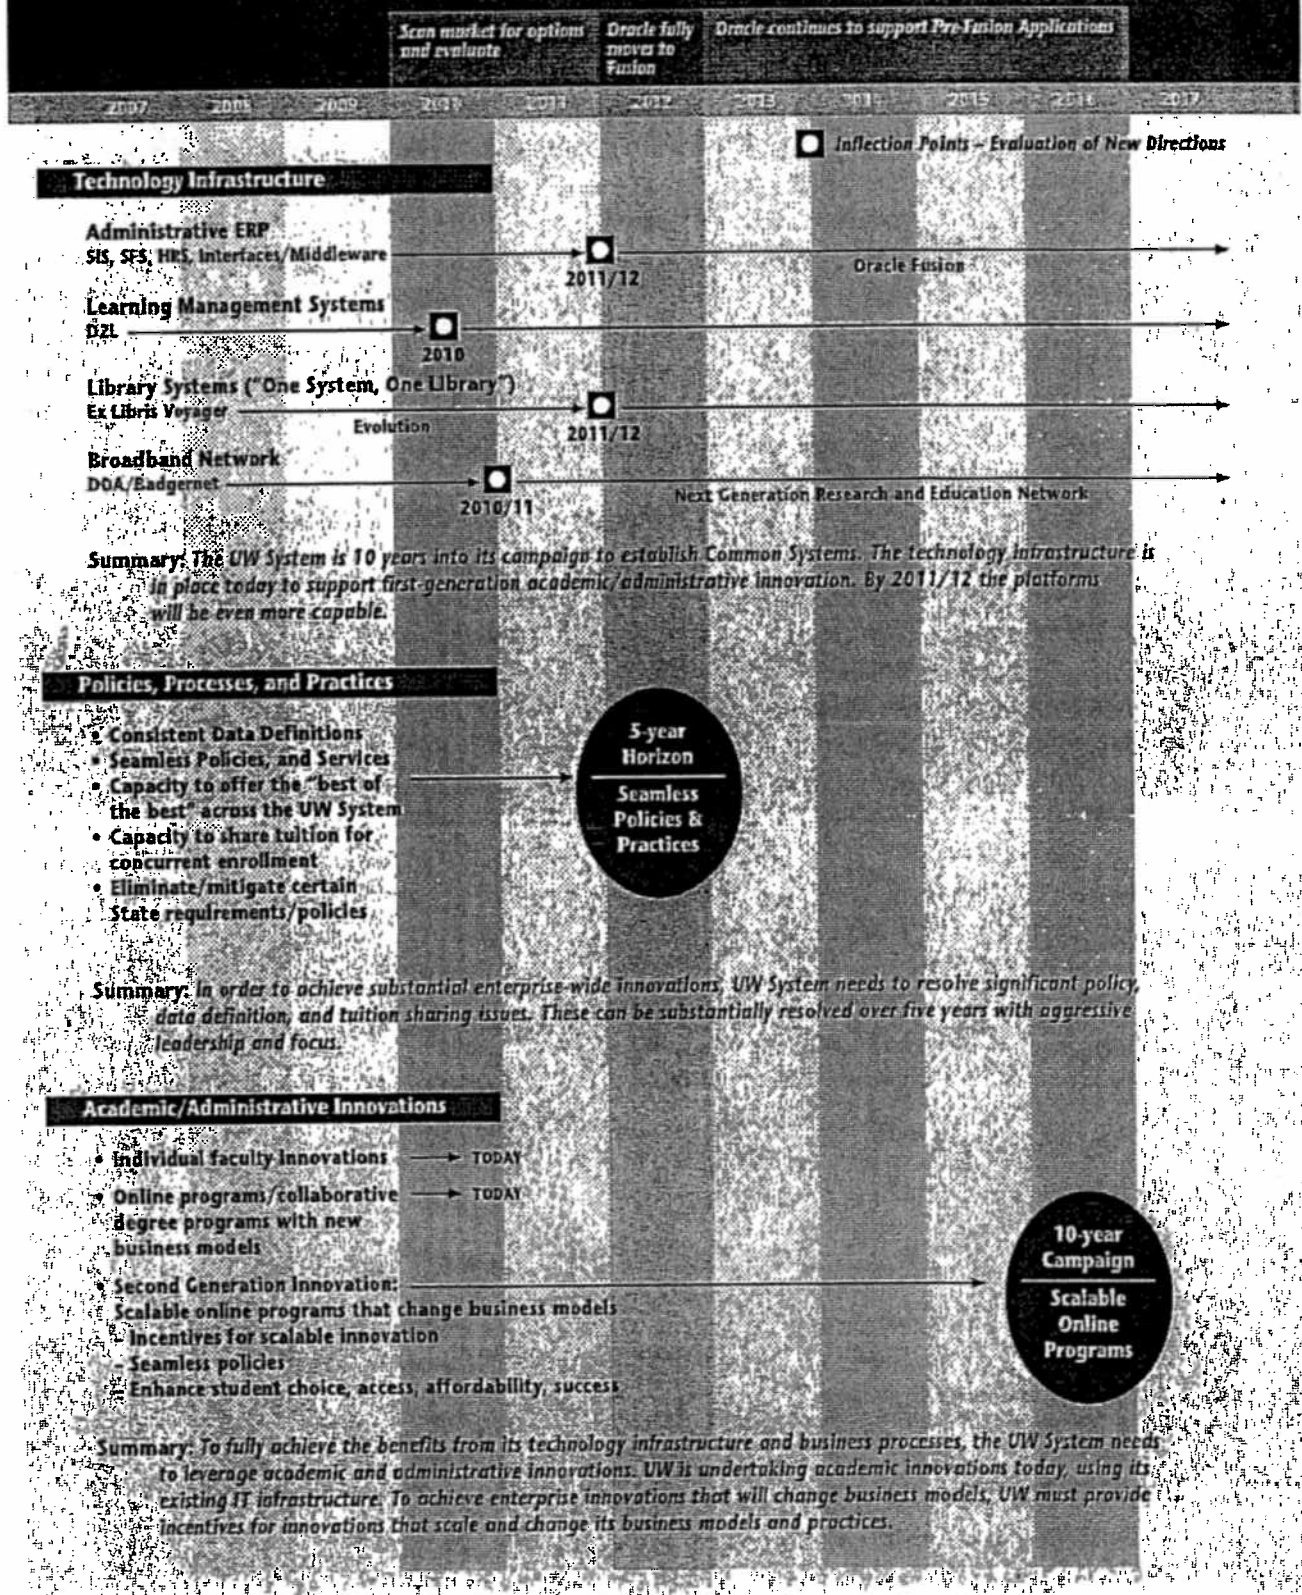 Scan market for options
and evaluate
Oracle fully
moves to
Fusion
Oracle continues to support Pre-Fusion Applications
2007 2008 2009 2010 2011 2012 2013 2014 2015 2016 2017
Inflection Points – Evaluation of New Directions
Technology Infrastructure
Administrative ERP
SIS, SFS, HRS, Interfaces/Middleware
2011/12
Oracle Fusion
Learning Management Systems
D2L
2010
Library Systems ("One System, One Library")
Ex Libris Voyager
Evolution
2011/12
Broadband Network
DOA/Badgernet
2010/11
Next Generation Research and Education Network
Summary: The UW System is 10 years into its campaign to establish Common Systems. The technology infrastructure is
in place today to support first-generation academic/administrative innovation. By 2011/12 the platforms
will be even more capable.
Policies, Processes, and Practices
• Consistent Data Definitions
• Seamless Policies, and Services
• Capacity to offer the "best of
the best" across the UW System
• Capacity to share tuition for
concurrent enrollment
• Eliminate/mitigate certain
State requirements/policies
5-year
Horizon
Seamless
Policies &
Practices
Summary: In order to achieve substantial enterprise-wide innovations, UW System needs to resolve significant policy,
data definition, and tuition sharing issues. These can be substantially resolved over five years with aggressive
leadership and focus.
Academic/Administrative Innovations
• Individual faculty innovations
TODAY
• Online programs/collaborative
degree programs with new
business models
TODAY
• Second Generation Innovation:
Scalable online programs that change business models
- Incentives for scalable innovation
- Seamless policies
- Enhance student choice, access, affordability, success
10-year
Campaign
Scalable
Online
Programs
Summary: To fully achieve the benefits from its technology infrastructure and business processes, the UW System needs
to leverage academic and administrative innovations. UW is undertaking academic innovations today, using its
existing IT infrastructure. To achieve enterprise innovations that will change business models, UW must provide
incentives for innovations that scale and change its business models and practices.